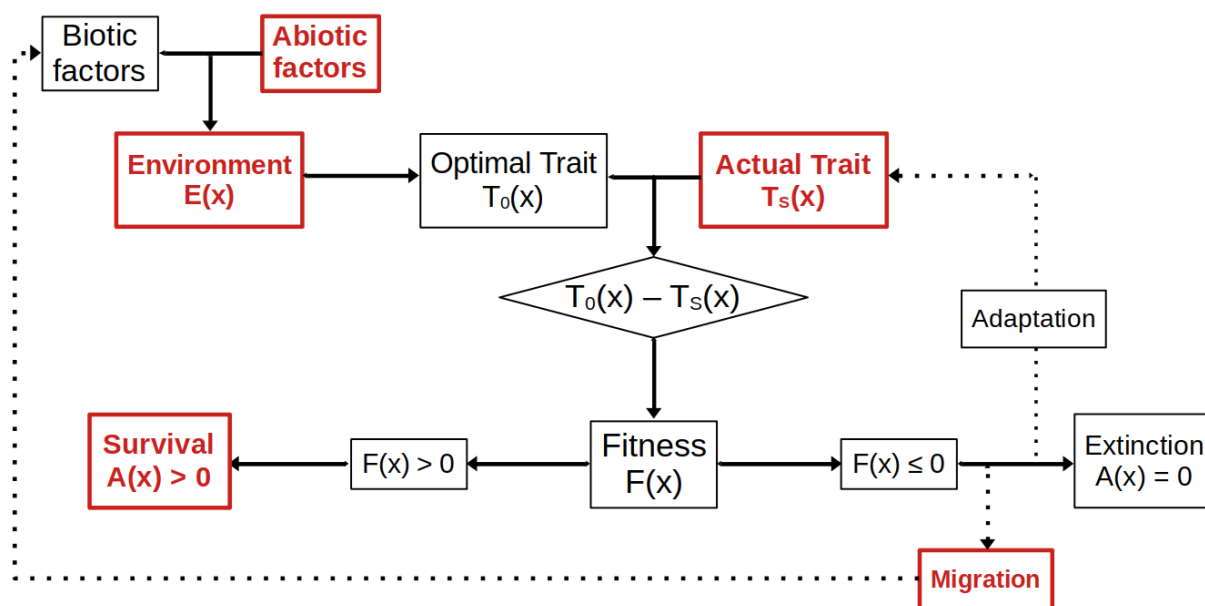 Biotic
factors
Abiotic
factors
Environment
E(x)
Optimal Trait
T₀(x)
Actual Trait
Tₛ(x)
T₀(x) – Tₛ(x)
Adaptation
Survival
A(x) > 0
F(x) > 0
Fitness
F(x)
F(x) ≤ 0
Extinction
A(x) = 0
Migration